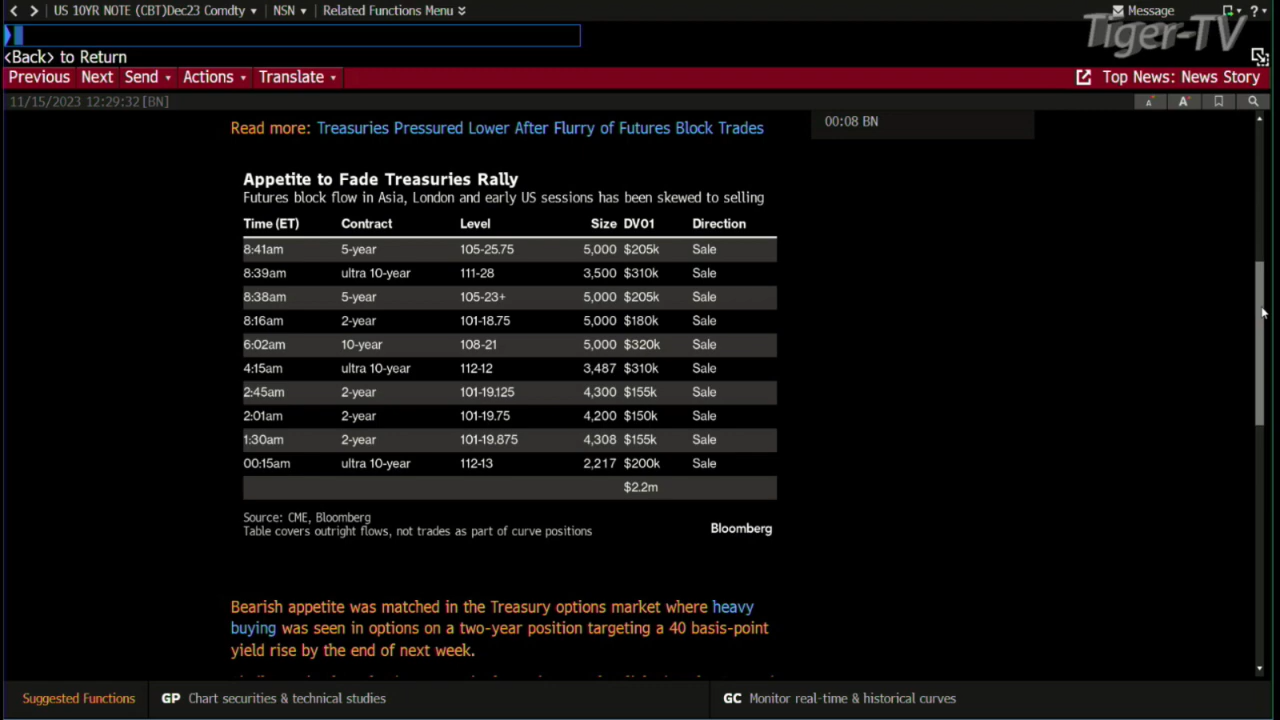 US 10YR NOTE (CBT)Dec23 Comdty NSN Related Functions Menu Message ?
Tiger-TV
<Back> to Return
Previous Next Send Actions Translate Top News: News Story
11/15/2023 12:29:32 [BN] A A
Read more: Treasuries Pressured Lower After Flurry of Futures Block Trades 00:08 BN
Appetite to Fade Treasuries Rally
Futures block flow in Asia, London and early US sessions has been skewed to selling
Time (ET) Contract Level Size DV01 Direction
8:41am 5-year 105-25.75 5,000 $205k Sale
8:39am ultra 10-year 111-28 3,500 $310k Sale
8:38am 5-year 105-23+ 5,000 $205k Sale
8:16am 2-year 101-18.75 5,000 $180k Sale
6:02am 10-year 108-21 5,000 $320k Sale
4:15am ultra 10-year 112-12 3,487 $310k Sale
2:45am 2-year 101-19.125 4,300 $155k Sale
2:01am 2-year 101-19.75 4,200 $150k Sale
1:30am 2-year 101-19.875 4,308 $155k Sale
00:15am ultra 10-year 112-13 2,217 $200k Sale
$2.2m
Source: CME, Bloomberg
Table covers outright flows, not trades as part of curve positions Bloomberg
Bearish appetite was matched in the Treasury options market where heavy
buying was seen in options on a two-year position targeting a 40 basis-point
yield rise by the end of next week.
Suggested Functions GP Chart securities & technical studies GC Monitor real-time & historical curves